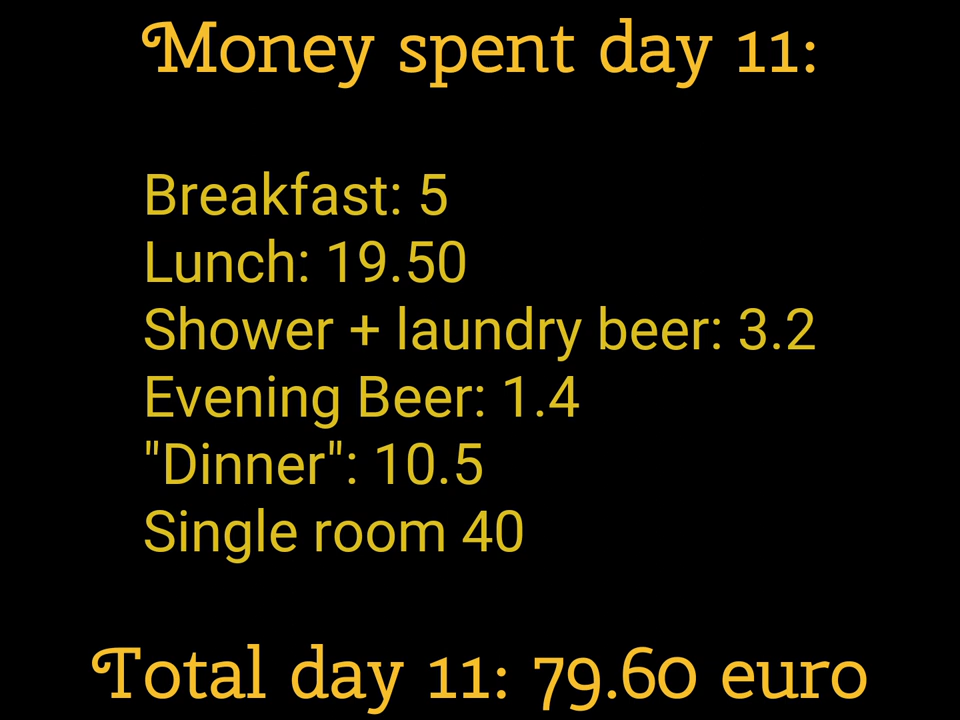 Money spent day 11:
Breakfast: 5
Lunch: 19.50
Shower + laundry beer: 3.2
Evening Beer: 1.4
"Dinner": 10.5
Single room 40
Total day 11: 79.60 euro